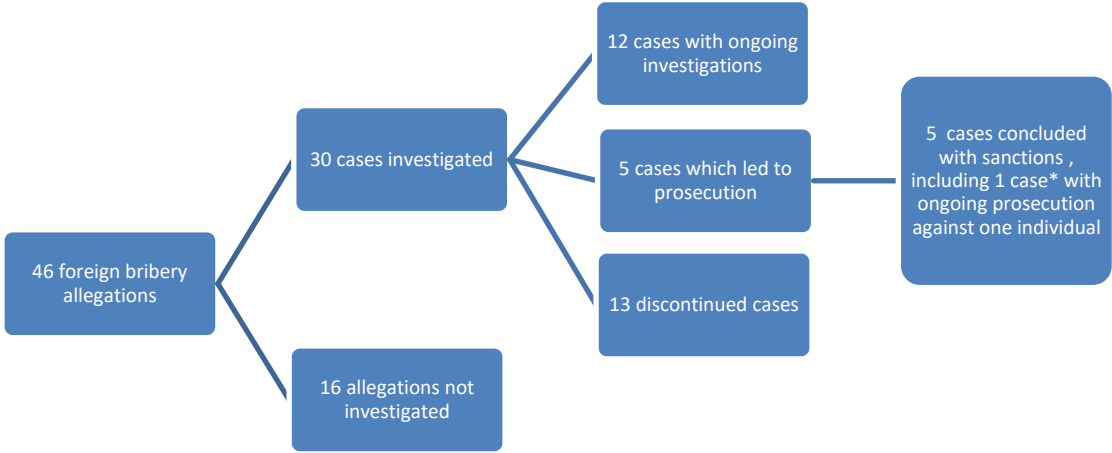 46 foreign bribery
allegations
30 cases investigated
16 allegations not
investigated
12 cases with ongoing
investigations
5 cases which led to
prosecution
13 discontinued cases
5  cases concluded
with sanctions ,
including 1 case* with
ongoing prosecution
against one individual